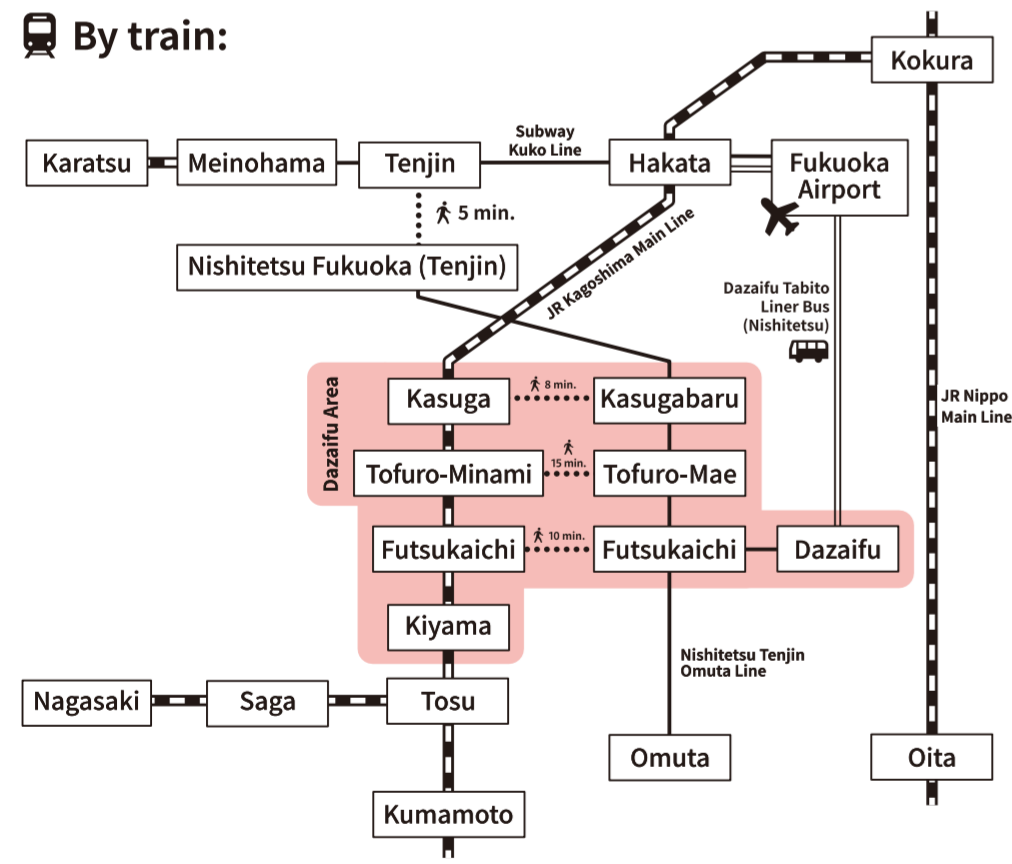 By train:
Kokura
Karatsu
Meinohama
Tenjin
Subway
Kuko Line
Hakata
Fukuoka
Airport
5 min.
Nishitetsu Fukuoka (Tenjin)
JR Kagoshima Main Line
Dazaifu Tabito
Liner Bus
(Nishitetsu)
Dazaifu Area
Kasuga
8 min.
Kasugabaru
JR Nippo
Main Line
Tofuro-Minami
15 min.
Tofuro-Mae
Futsukaichi
10 min.
Futsukaichi
Dazaifu
Kiyama
Nishitetsu Tenjin
Omuta Line
Nagasaki
Saga
Tosu
Omuta
Oita
Kumamoto